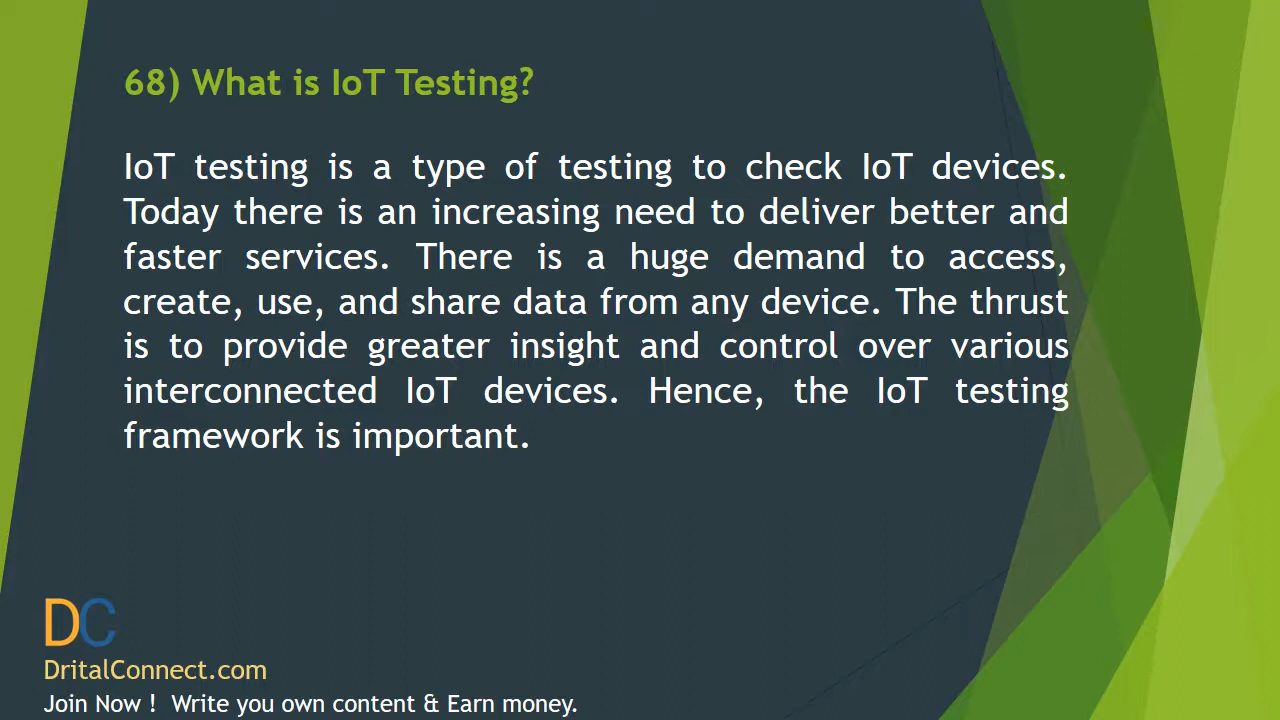 68) What is IoT Testing?
IoT testing is a type of testing to check IoT devices.
Today there is an increasing need to deliver better and
faster services. There is a huge demand to access,
create, use, and share data from any device. The thrust
is to provide greater insight and control over various
interconnected IoT devices. Hence, the IoT testing
framework is important.
DC
DritalConnect.com
Join Now ! Write you own content & Earn money.